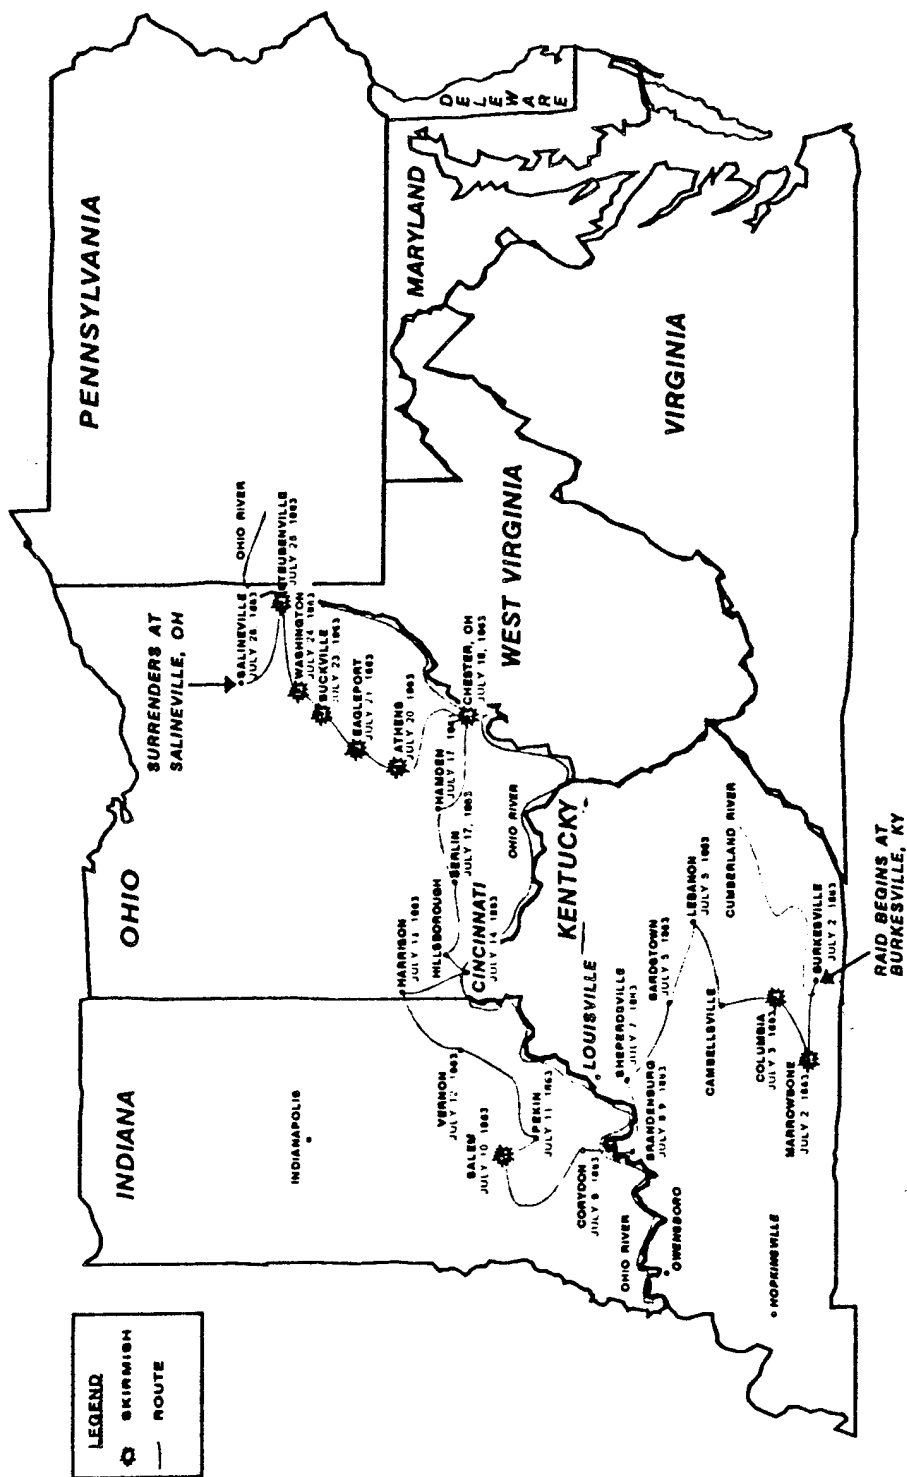 LEGEND
SKIRMISH
ROUTE
INDIANA
OHIO
PENNSYLVANIA
SURRENDERS AT
SALINEVILLE, OH
SALINEVILLE
OHIO RIVER
STEUBENVILLE
WASHINGTON
JULY 24 1863
BUCKVILLE
JULY 23 1863
EAGLEPORT
JULY 21 1863
ATHENS
JULY 20 1863
CHESTER, OH
JULY 18, 1863
HAMDEN
JULY 17
BERLIN
JULY 17, 1863
HILLSBOROUGH
CINCINNATI
JULY 14 1863
HARRISON
JULY 13 1863
VERNON
JULY 12 1863
INDIANAPOLIS
SALEM
JULY 10 1863
PEKIN
JULY 11 1863
CORYDON
JULY 9 1863
OHIO RIVER
OWENSBORO
HOPKINSVILLE
BRANDENBURG
JULY 8 9 1863
SHEPERDSVILLE
JULY 7 1863
LOUISVILLE
BARDSTOWN
JULY 5 1863
LEBANON
JULY 5 1863
CAMBELLSVILLE
COLUMBIA
JULY 3 1863
MARROWBONE
JULY 2 1863
BURKESVILLE
JULY 2 1863
CUMBERLAND RIVER
RAID BEGINS AT
BURKESVILLE, KY
KENTUCKY
OHIO RIVER
WEST VIRGINIA
VIRGINIA
MARYLAND
DELEWARE